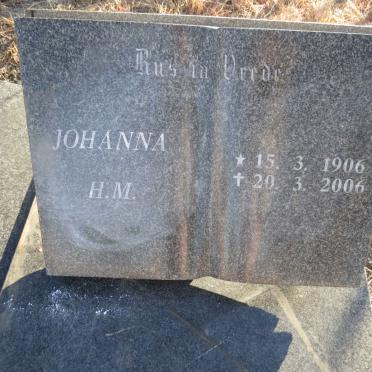 Rus in Vrede
JOHANNA
H.M.
★ 15. 3. 1906
✝ 20. 3. 2006